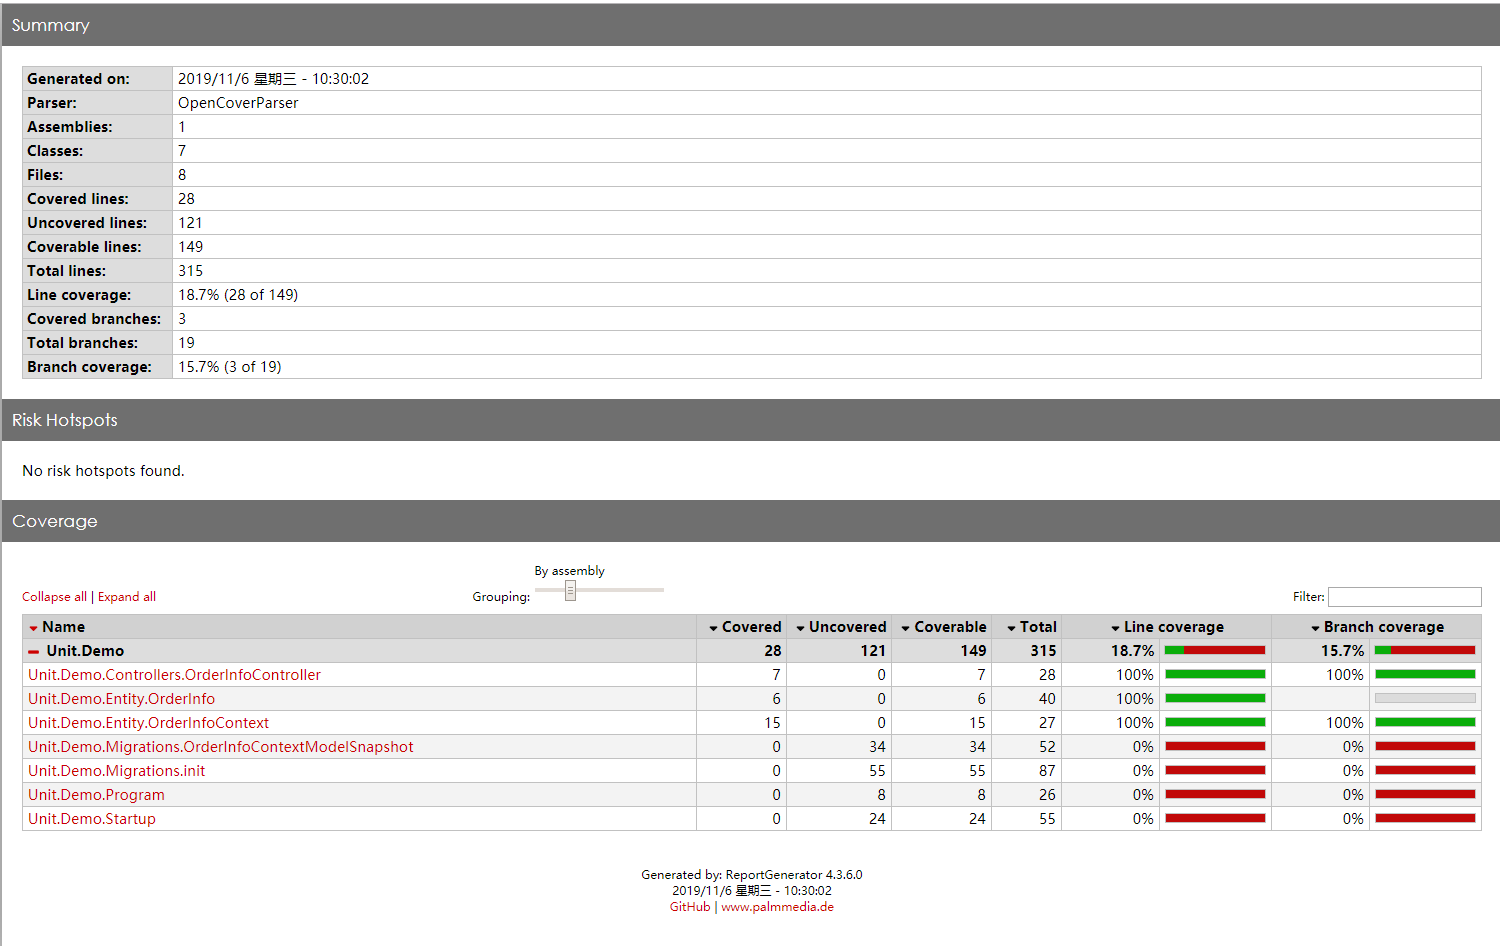 Summary
Generated on: 2019/11/6 星期三 - 10:30:02
Parser: OpenCoverParser
Assemblies: 1
Classes: 7
Files: 8
Covered lines: 28
Uncovered lines: 121
Coverable lines: 149
Total lines: 315
Line coverage: 18.7% (28 of 149)
Covered branches: 3
Total branches: 19
Branch coverage: 15.7% (3 of 19)
Risk Hotspots
No risk hotspots found.
Coverage
By assembly
Collapse all | Expand all Grouping: Filter:
Name Covered Uncovered Coverable Total Line coverage Branch coverage
Unit.Demo 28 121 149 315 18.7% 15.7%
Unit.Demo.Controllers.OrderInfoController 7 0 7 28 100% 100%
Unit.Demo.Entity.OrderInfo 6 0 6 40 100%
Unit.Demo.Entity.OrderInfoContext 15 0 15 27 100% 100%
Unit.Demo.Migrations.OrderInfoContextModelSnapshot 0 34 34 52 0% 0%
Unit.Demo.Migrations.init 0 55 55 87 0% 0%
Unit.Demo.Program 0 8 8 26 0% 0%
Unit.Demo.Startup 0 24 24 55 0% 0%
Generated by: ReportGenerator 4.3.6.0
2019/11/6 星期三 - 10:30:02
GitHub | www.palmmedia.de